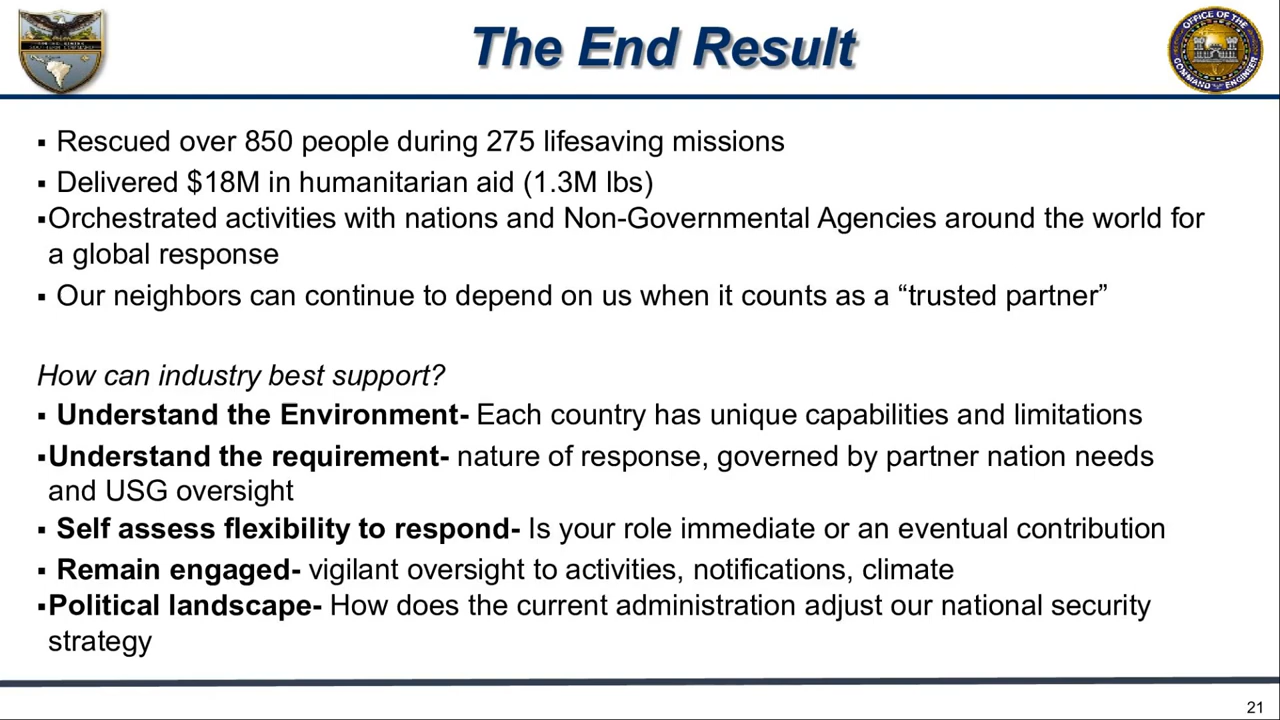 The End Result
OFFICE OF THE
COMMAND ENGINEER
▪ Rescued over 850 people during 275 lifesaving missions
▪ Delivered $18M in humanitarian aid (1.3M lbs)
▪Orchestrated activities with nations and Non-Governmental Agencies around the world for
a global response
▪ Our neighbors can continue to depend on us when it counts as a “trusted partner”
How can industry best support?
▪ Understand the Environment- Each country has unique capabilities and limitations
▪Understand the requirement- nature of response, governed by partner nation needs
and USG oversight
▪ Self assess flexibility to respond- Is your role immediate or an eventual contribution
▪ Remain engaged- vigilant oversight to activities, notifications, climate
▪Political landscape- How does the current administration adjust our national security
strategy
21